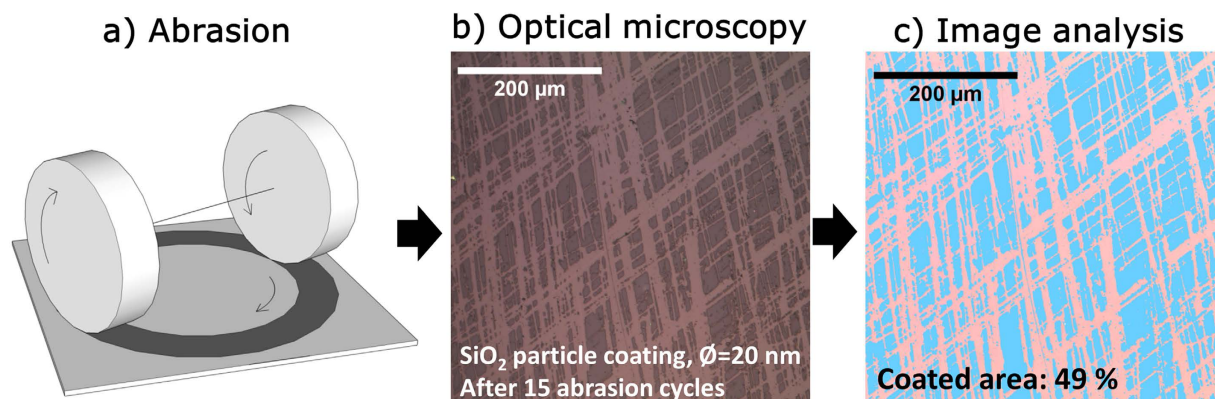 a) Abrasion
b) Optical microscopy
c) Image analysis
200 µm
200 µm
SiO₂ particle coating, Ø=20 nm
After 15 abrasion cycles
Coated area: 49 %